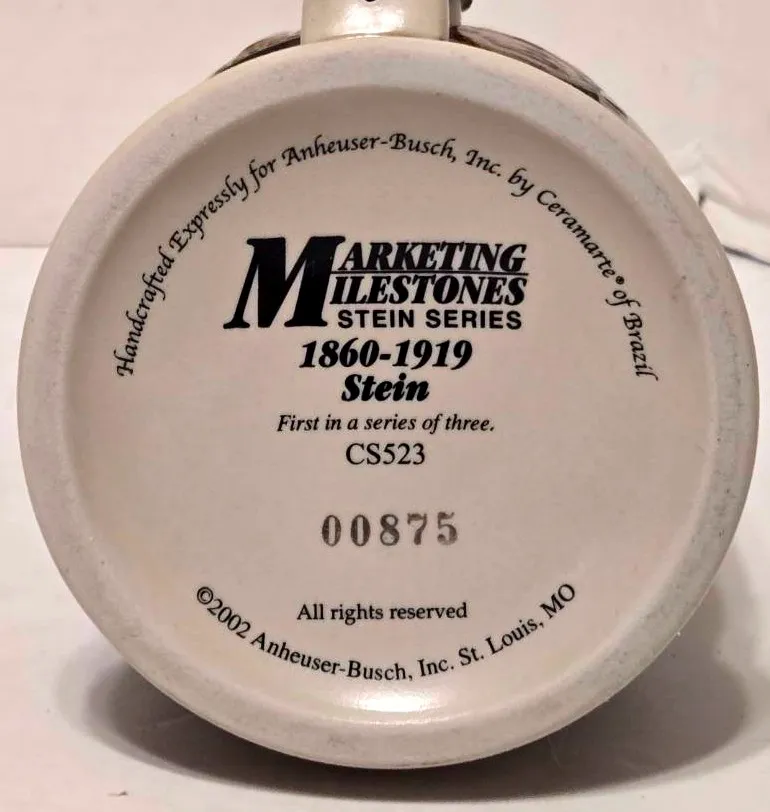 Handcrafted Expressly for Anheuser-Busch, Inc. by Ceramarte® of Brazil
MARKETING
MILESTONES
STEIN SERIES
1860-1919
Stein
First in a series of three.
CS523
00875
All rights reserved
©2002 Anheuser-Busch, Inc. St. Louis, MO